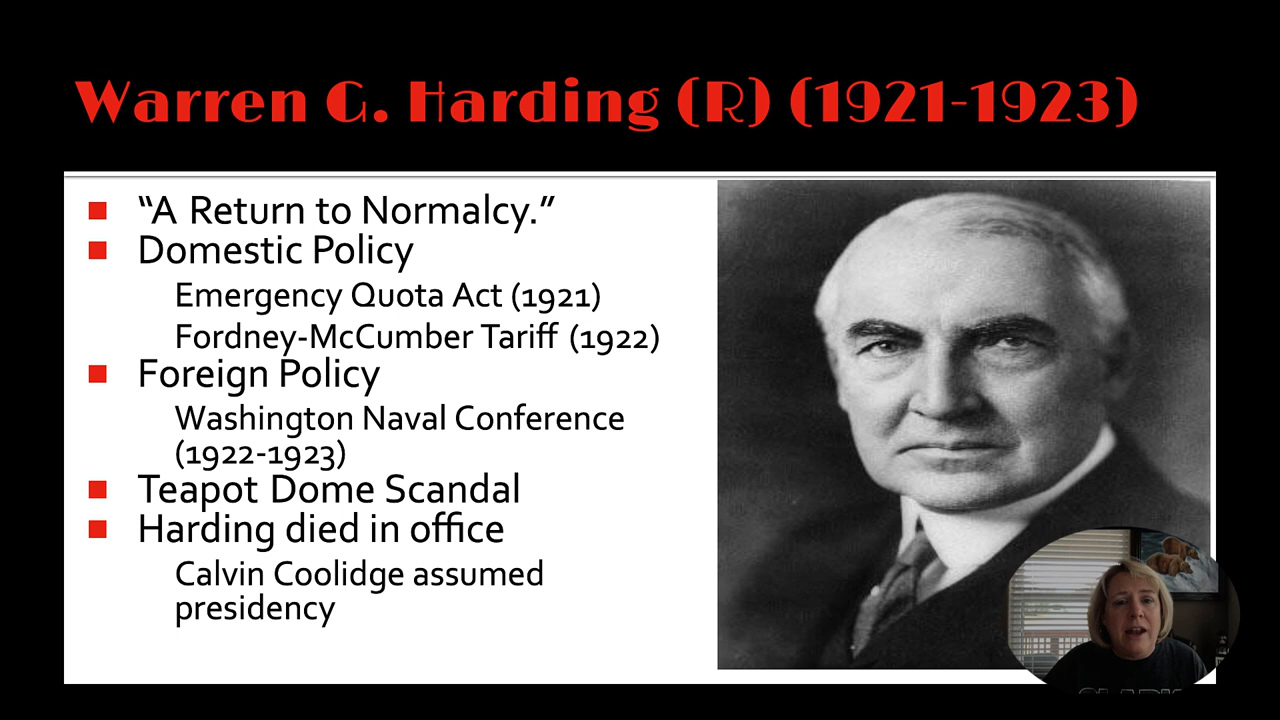 Warren G. Harding (R) (1921-1923)
“A Return to Normalcy.”
Domestic Policy
Emergency Quota Act (1921)
Fordney-McCumber Tariff (1922)
Foreign Policy
Washington Naval Conference
(1922-1923)
Teapot Dome Scandal
Harding died in office
Calvin Coolidge assumed
presidency